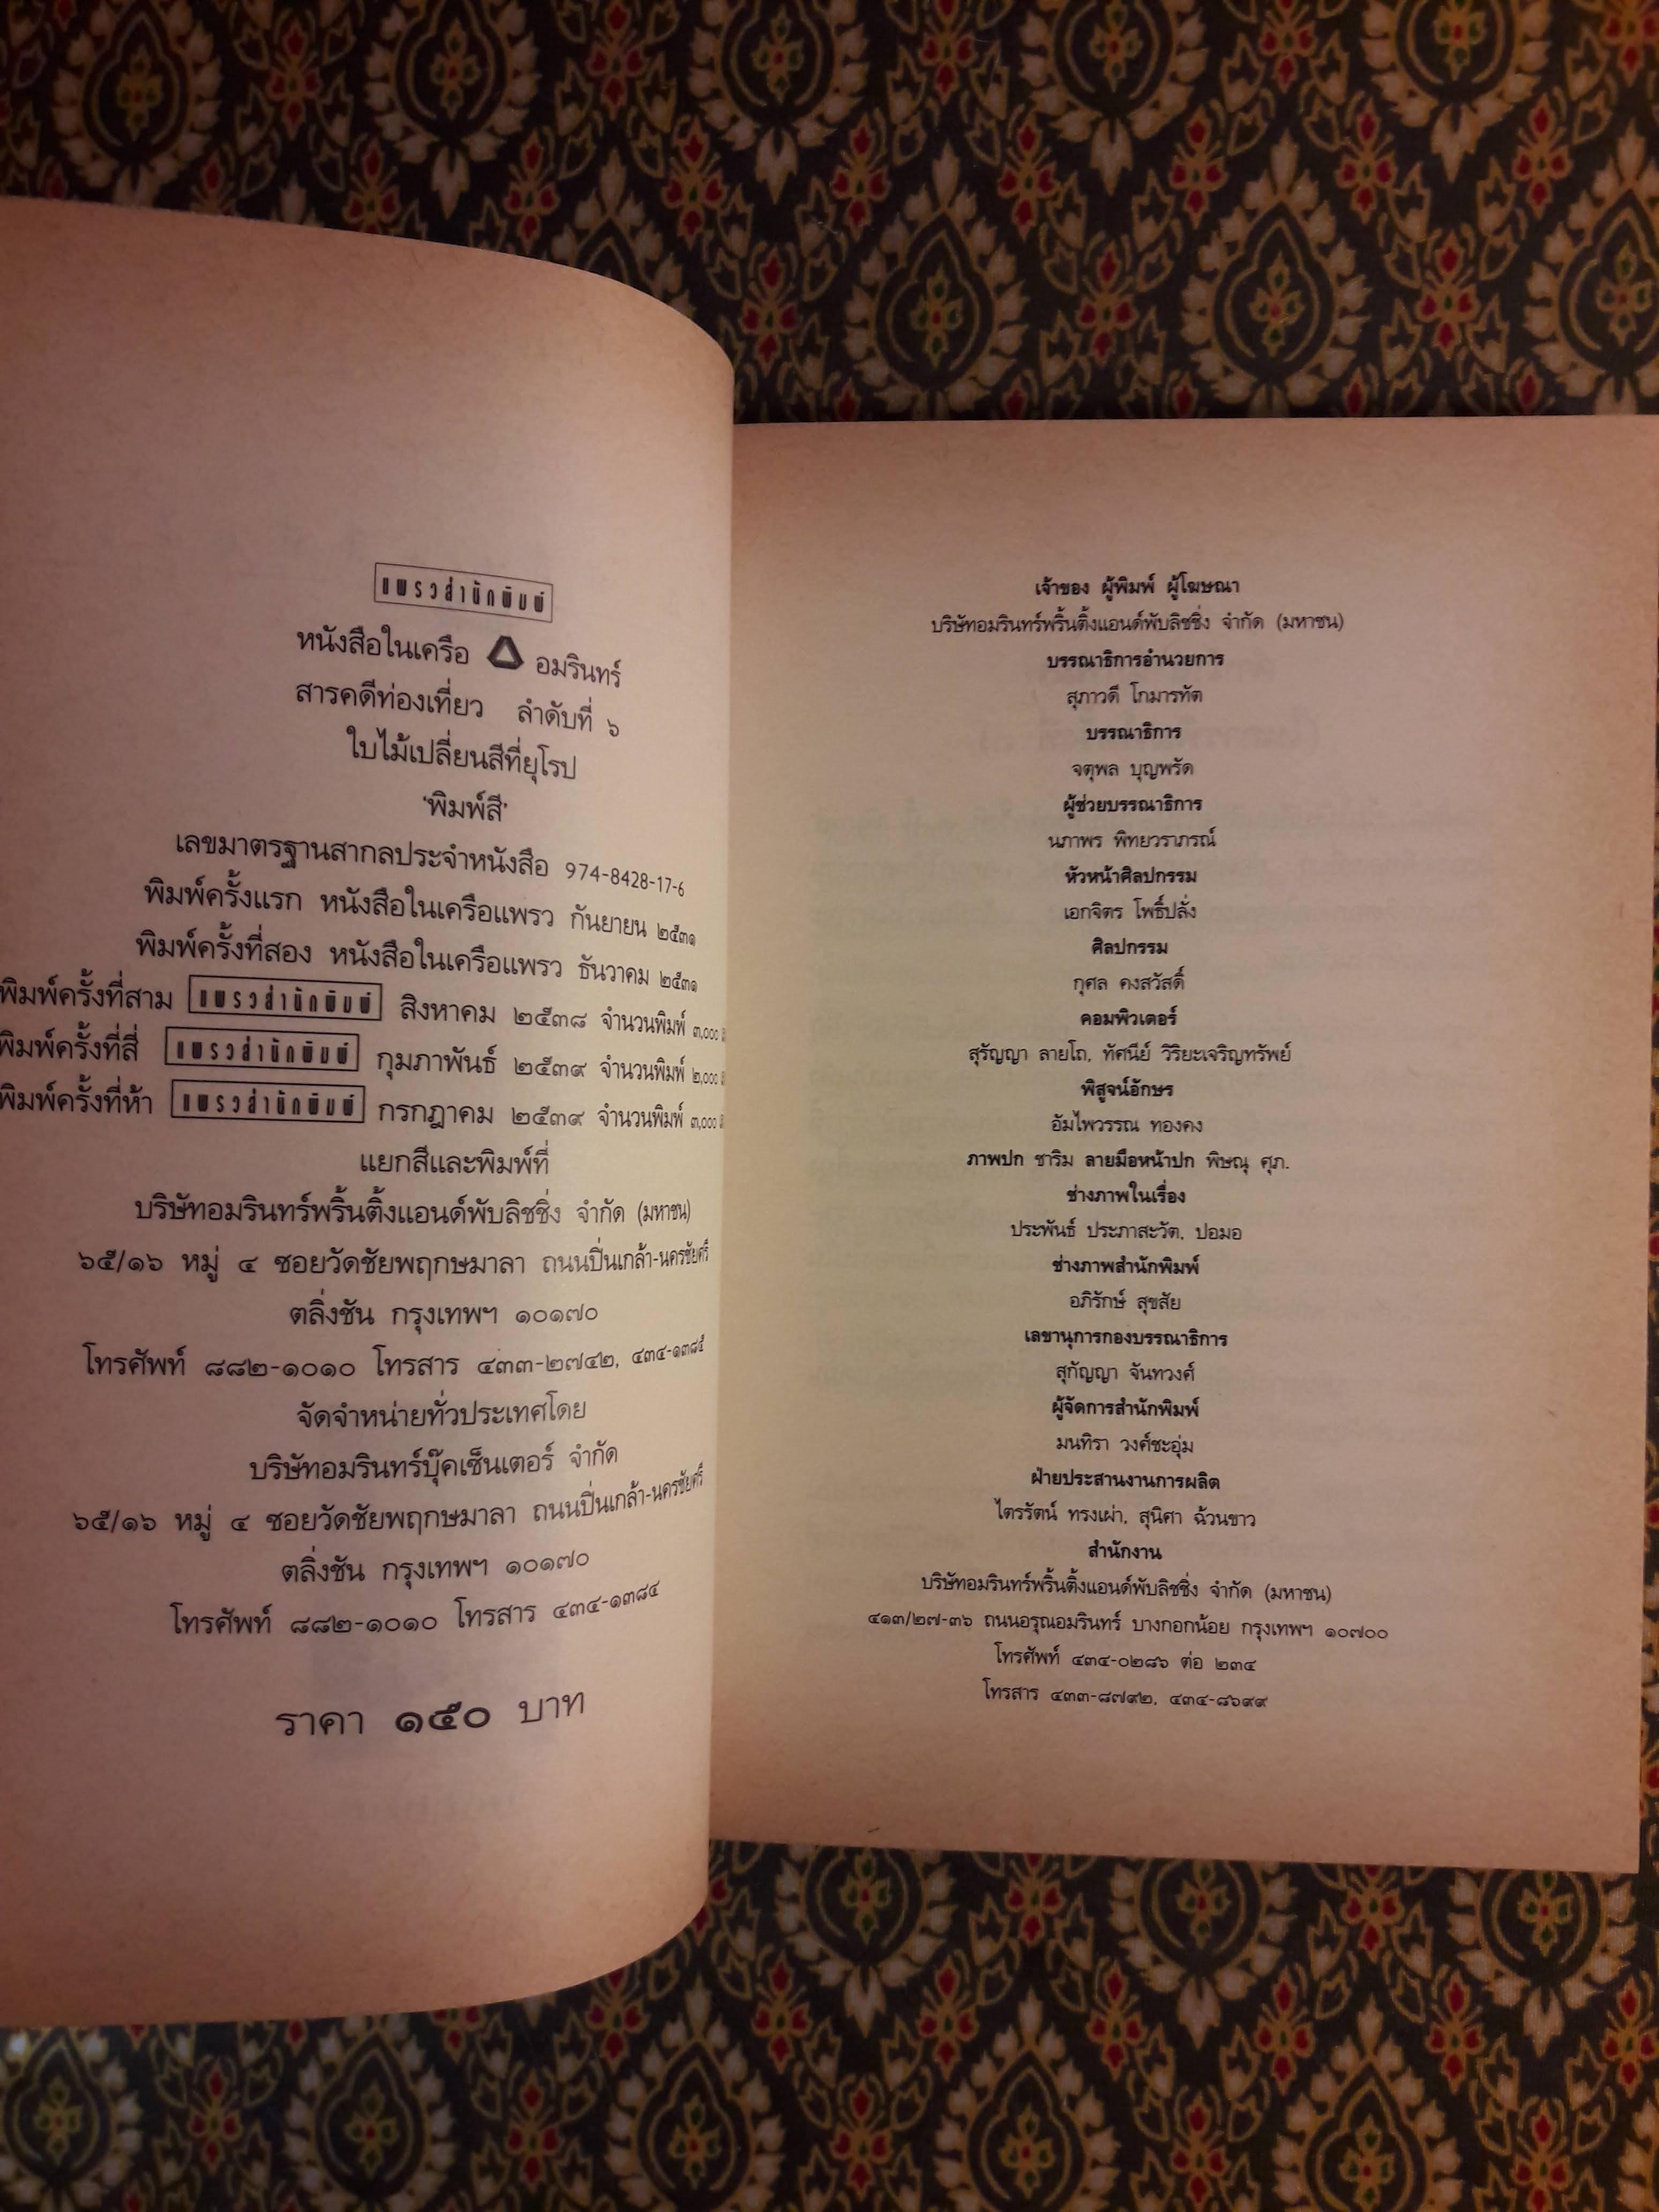 แพรวสำนักพิมพ์
หนังสือในเครือ อมรินทร์
สารคดีท่องเที่ยว ลำดับที่ ๖
ใบไม้เปลี่ยนสีที่ยุโรป
'พิมพ์สี'
เลขมาตรฐานสากลประจำหนังสือ 974-8428-17-6
พิมพ์ครั้งแรก หนังสือในเครือแพรว กันยายน ๒๕๓๑
พิมพ์ครั้งที่สอง หนังสือในเครือแพรว ธันวาคม ๒๕๓๑
พิมพ์ครั้งที่สาม แพรวสำนักพิมพ์ สิงหาคม ๒๕๓๘ จำนวนพิมพ์ ๓,๐๐๐
พิมพ์ครั้งที่สี่ แพรวสำนักพิมพ์ กุมภาพันธ์ ๒๕๓๙ จำนวนพิมพ์ ๒,๐๐๐
พิมพ์ครั้งที่ห้า แพรวสำนักพิมพ์ กรกฎาคม ๒๕๓๙ จำนวนพิมพ์ ๓,๐๐๐
แยกสีและพิมพ์ที่
บริษัทอมรินทร์พริ้นติ้งแอนด์พับลิชชิ่ง จำกัด (มหาชน)
๖๕/๑๖ หมู่ ๔ ซอยวัดชัยพฤกษมาลา ถนนปิ่นเกล้า-นครชัยศรี
ตลิ่งชัน กรุงเทพฯ ๑๐๑๗๐
โทรศัพท์ ๘๘๒-๑๐๑๐ โทรสาร ๔๓๓-๒๗๔๒, ๔๓๔-๑๓๘๕
จัดจำหน่ายทั่วประเทศโดย
บริษัทอมรินทร์บุ๊คเซ็นเตอร์ จำกัด
๖๕/๑๖ หมู่ ๔ ซอยวัดชัยพฤกษมาลา ถนนปิ่นเกล้า-นครชัยศรี
ตลิ่งชัน กรุงเทพฯ ๑๐๑๗๐
โทรศัพท์ ๘๘๒-๑๐๑๐ โทรสาร ๔๓๔-๑๓๘๔
ราคา ๑๕๐ บาท
เจ้าของ ผู้พิมพ์ ผู้โฆษณา
บริษัทอมรินทร์พริ้นติ้งแอนด์พับลิชชิ่ง จำกัด (มหาชน)
บรรณาธิการอำนวยการ
สุภาวดี โกมารทัต
บรรณาธิการ
จตุพล บุญพรัด
ผู้ช่วยบรรณาธิการ
นภาพร พิทยวราภรณ์
หัวหน้าศิลปกรรม
เอกจิตร โพธิ์ปลั่ง
ศิลปกรรม
กุศล คงสวัสดิ์
คอมพิวเตอร์
สุรัญญา ลายโถ, ทัศนีย์ วิริยะเจริญทรัพย์
พิสูจน์อักษร
อัมไพวรรณ ทองคง
ภาพปก ชาริม ลายมือหน้าปก พิษณุ ศุภ.
ช่างภาพในเรื่อง
ประพันธ์ ประภาสะวัต, ปอมอ
ช่างภาพสำนักพิมพ์
อภิรักษ์ สุขสัย
เลขานุการกองบรรณาธิการ
สุกัญญา จันทวงศ์
ผู้จัดการสำนักพิมพ์
มนทิรา วงศ์ชะอุ่ม
ฝ่ายประสานงานการผลิต
ไตรรัตน์ ทรงเผ่า, สุนิศา ฉ้วนขาว
สำนักงาน
บริษัทอมรินทร์พริ้นติ้งแอนด์พับลิชชิ่ง จำกัด (มหาชน)
๔๑๓/๒๗-๓๖ ถนนอรุณอมรินทร์ บางกอกน้อย กรุงเทพฯ ๑๐๗๐๐
โทรศัพท์ ๔๓๔-๐๒๘๖ ต่อ ๒๓๔
โทรสาร ๔๓๓-๘๗๙๒, ๔๓๔-๘๖๙๙